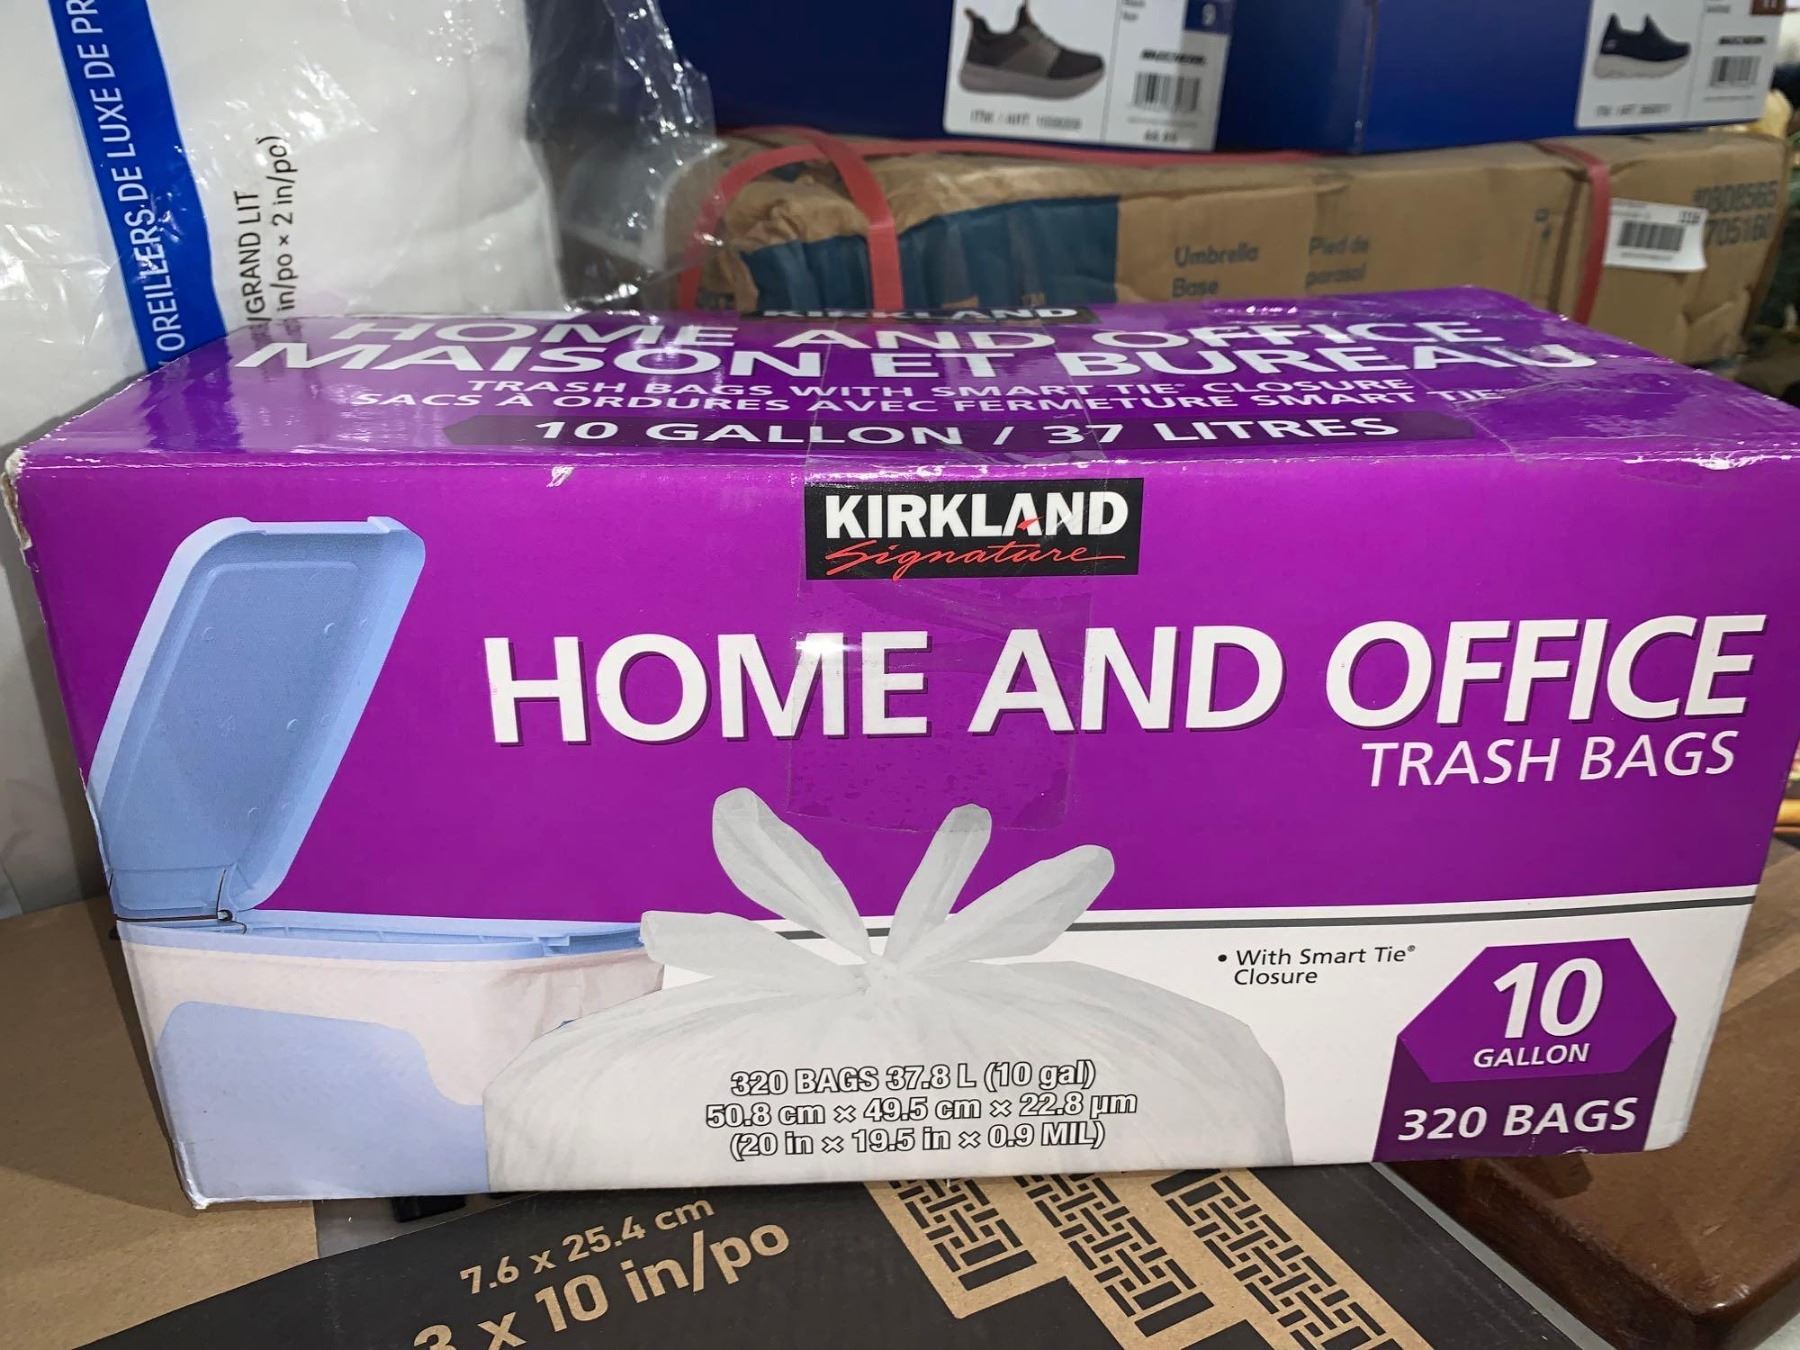 OREILLERS DE LUXE DE PR
/GRAND LIT
in/po × 2 in/po)
Umbrella
Base
Pied de
parasol
KIRKLAND
HOME AND OFFICE
MAISON ET BUREAU
TRASH BAGS WITH SMART TIE® CLOSURE
SACS À ORDURES AVEC FERMETURE SMART TIE
10 GALLON / 37 LITRES
KIRKLAND
Signature
HOME AND OFFICE
TRASH BAGS
• With Smart Tie®
Closure
10
GALLON
320 BAGS
320 BAGS 37.8 L (10 gal)
50.8 cm × 49.5 cm × 22.8 µm
(20 in × 19.5 in × 0.9 MIL)
7.6 x 25.4 cm
3 x 10 in/po